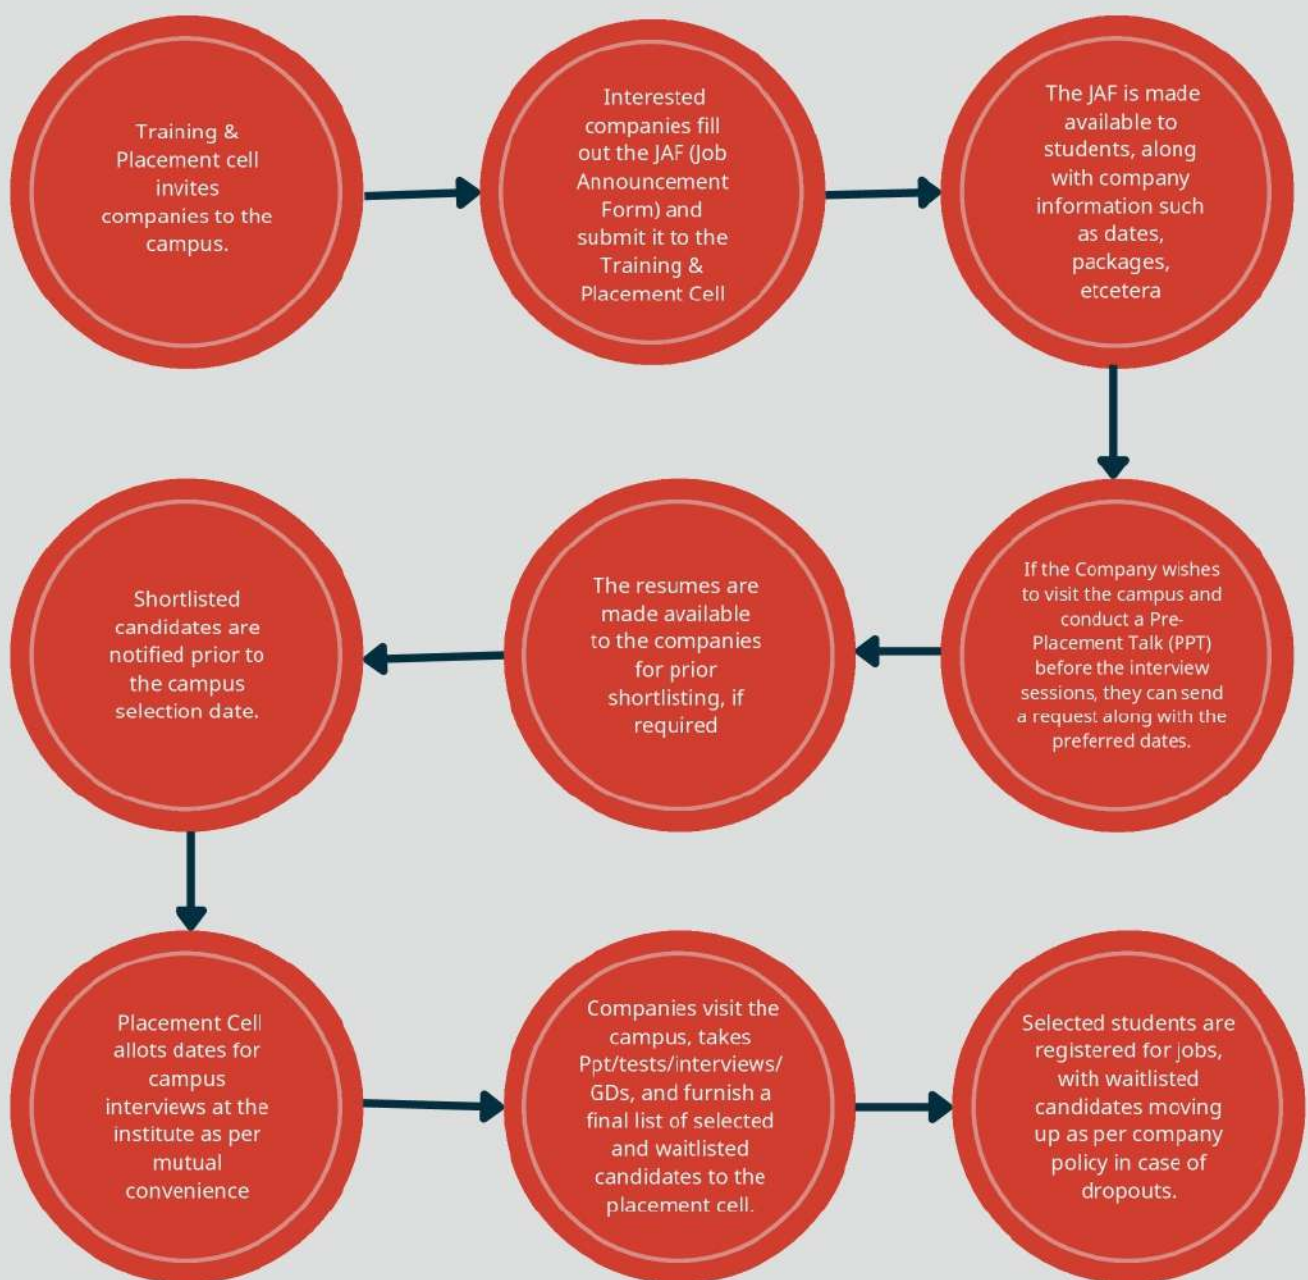 Training &
Placement cell
invites
companies to the
campus.
Interested
companies fill
out the JAF (Job
Announcement
Form) and
submit it to the
Training &
Placement Cell
The JAF is made
available to
students, along
with company
information such
as dates,
packages,
etcetera
If the Company wishes
to visit the campus and
conduct a Pre-
Placement Talk (PPT)
before the interview
sessions, they can send
a request along with the
preferred dates.
The resumes are
made available
to the companies
for prior
shortlisting, if
required
Shortlisted
candidates are
notified prior to
the campus
selection date.
Placement Cell
allots dates for
campus
interviews at the
institute as per
mutual
convenience
Companies visit the
campus, takes
Ppt/tests/interviews/
GDs, and furnish a
final list of selected
and waitlisted
candidates to the
placement cell.
Selected students are
registered for jobs,
with waitlisted
candidates moving
up as per company
policy in case of
dropouts.